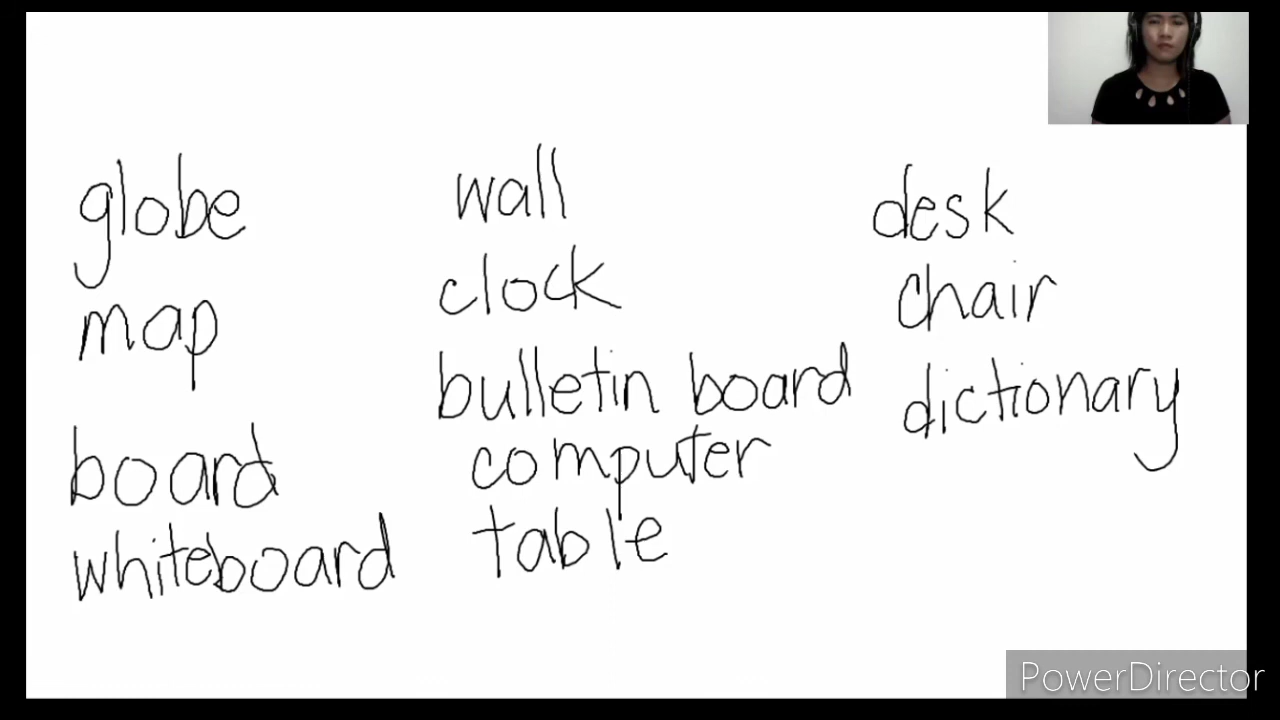 globe
map
board
whiteboard
wall
clock
bulletin board
computer
table
desk
chair
dictionary
PowerDirector